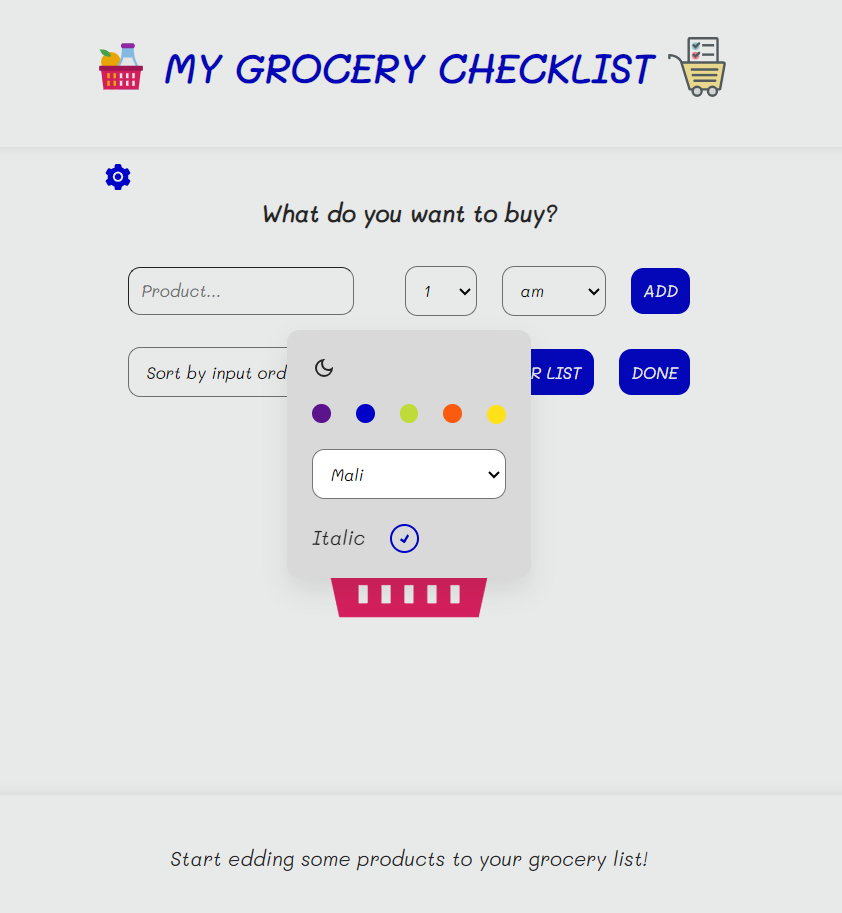 MY GROCERY CHECKLIST
What do you want to buy?
Product...
1
am
ADD
Sort by input ord
R LIST
DONE
Mali
Italic
Start edding some products to your grocery list!